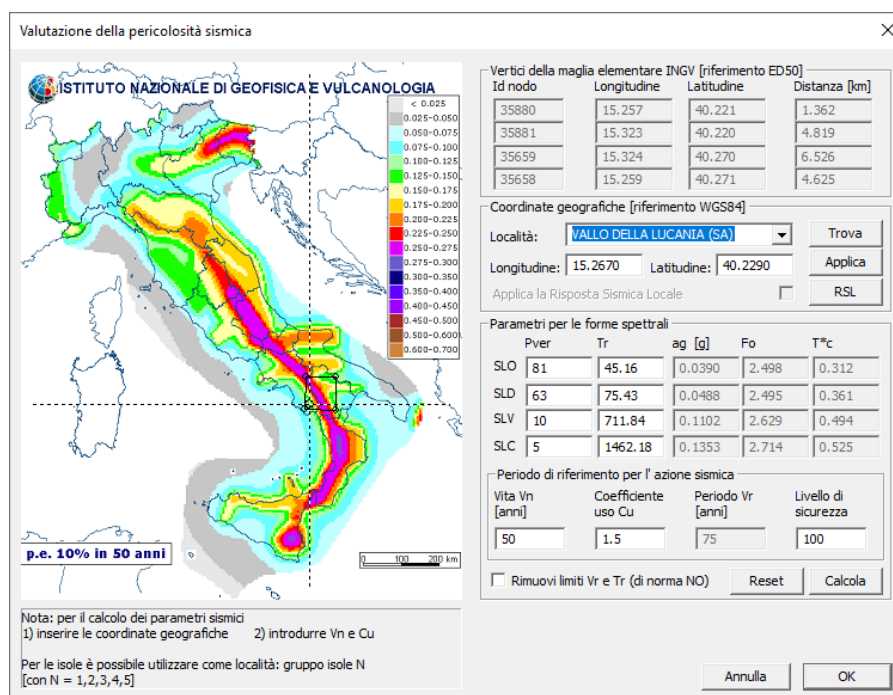 Valutazione della pericolosità sismica
ISTITUTO NAZIONALE DI GEOFISICA E VULCANOLOGIA
< 0.025
0.025-0.050
0.050-0.075
0.075-0.100
0.100-0.125
0.125-0.150
0.150-0.175
0.175-0.200
0.200-0.225
0.225-0.250
0.250-0.275
0.275-0.300
0.300-0.350
0.350-0.400
0.400-0.450
0.450-0.500
0.500-0.600
0.600-0.700
p.e. 10% in 50 anni
0 100 200 km
Nota: per il calcolo dei parametri sismici
1) inserire le coordinate geografiche 2) introdurre Vn e Cu
Per le isole è possibile utilizzare come località: gruppo isole N
[con N = 1,2,3,4,5]
Vertici della maglia elementare INGV [riferimento ED50]
Id nodo Longitudine Latitudine Distanza [km]
35880 15.257 40.221 1.362
35881 15.323 40.220 4.819
35659 15.324 40.270 6.526
35658 15.259 40.271 4.625
Coordinate geografiche [riferimento WGS84]
Località: VALLO DELLA LUCANIA (SA) Trova
Longitudine: 15.2670 Latitudine: 40.2290 Applica
Applica la Risposta Sismica Locale RSL
Parametri per le forme spettrali
Pver Tr ag [g] Fo T*c
SLO 81 45.16 0.0390 2.498 0.312
SLD 63 75.43 0.0488 2.495 0.361
SLV 10 711.84 0.1102 2.629 0.494
SLC 5 1462.18 0.1353 2.714 0.525
Periodo di riferimento per l' azione sismica
Vita Vn [anni] Coefficiente uso Cu Periodo Vr [anni] Livello di sicurezza
50 1.5 75 100
Rimuovi limiti Vr e Tr (di norma NO) Reset Calcola
Annulla OK